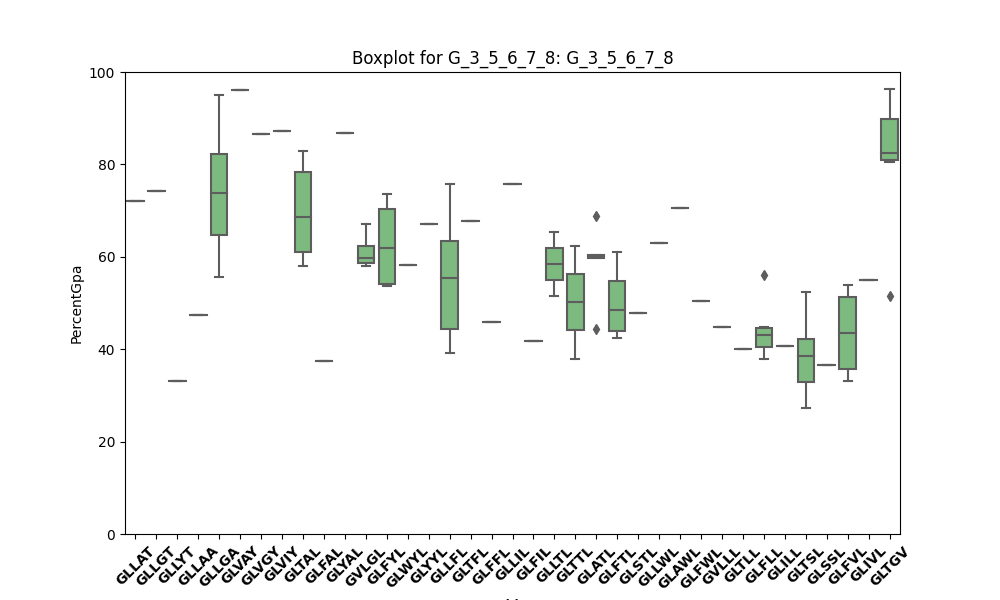 Boxplot for G_3_5_6_7_8: G_3_5_6_7_8
PercentGpa
100
80
60
40
20
0
GLLAT
GLLGT
GLLYT
GLLAA
GLLGA
GLVAY
GLVGY
GLVIY
GLTAL
GLFAL
GLYAL
GVLGL
GLFYL
GLWYL
GLYYL
GLLFL
GLTFL
GLFFL
GLLIL
GLFIL
GLLTL
GLTTL
GLATL
GLFTL
GLSTL
GLLWL
GLAWL
GLFWL
GVLLL
GLTLL
GLFLL
GLILL
GLTSL
GLSSL
GLFVL
GLIVL
GLTGV